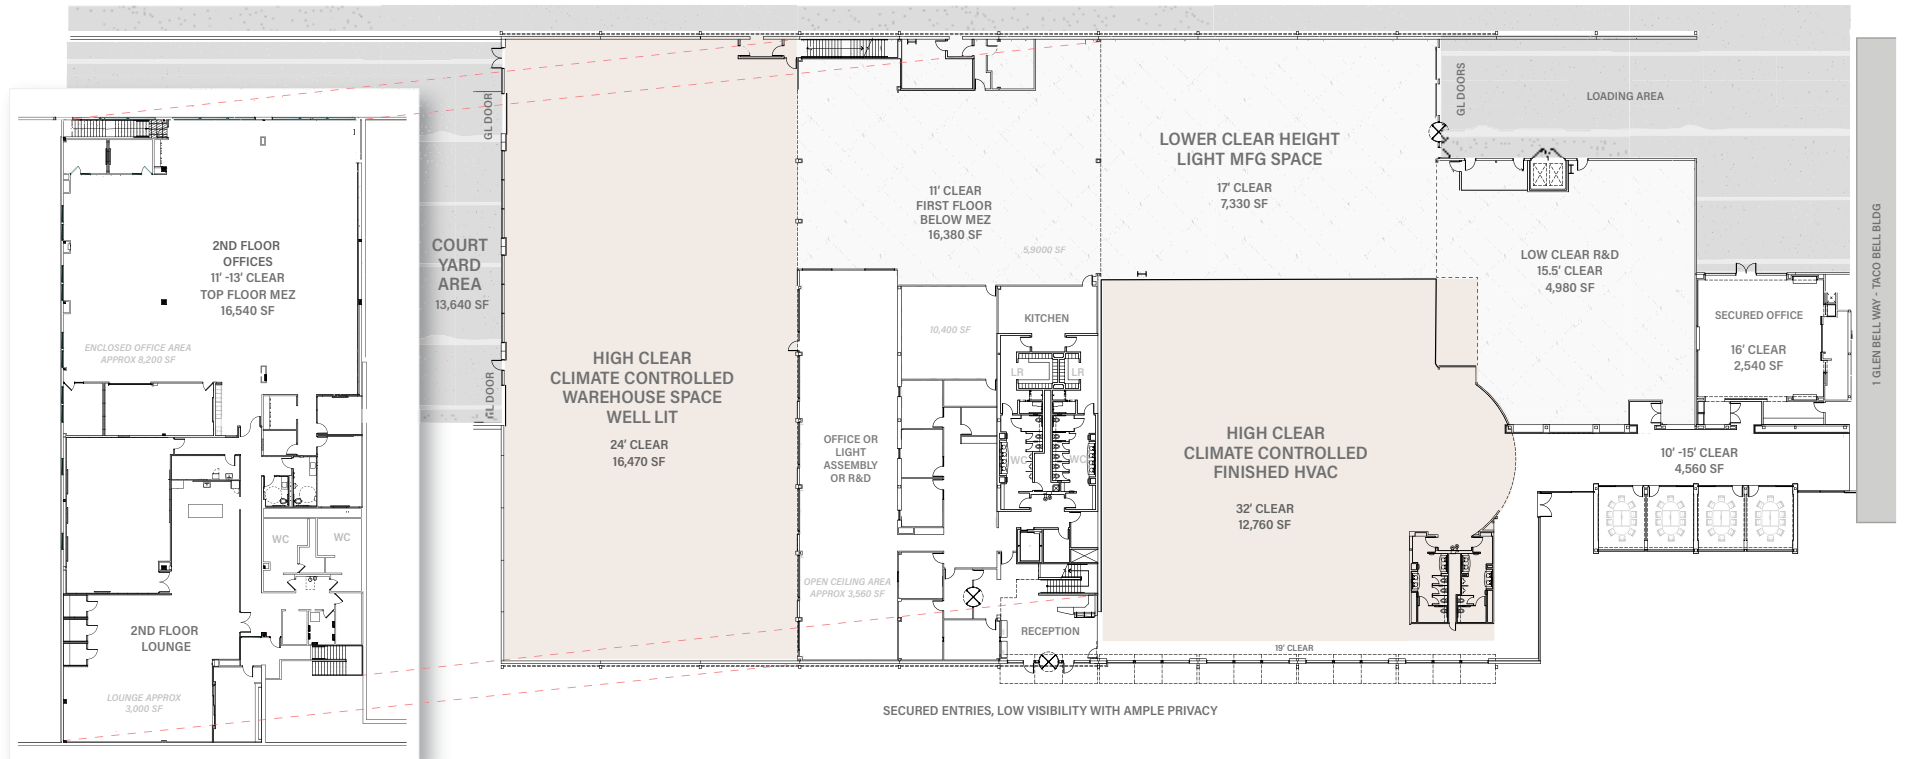 2ND FLOOR
OFFICES
11' -13' CLEAR
TOP FLOOR MEZ
16,540 SF
ENCLOSED OFFICE AREA
APPROX 8,200 SF
WC
WC
2ND FLOOR
LOUNGE
LOUNGE APPROX
3,000 SF
COURT
YARD
AREA
13,640 SF
GL DOOR
GL DOOR
HIGH CLEAR
CLIMATE CONTROLLED
WAREHOUSE SPACE
WELL LIT
24' CLEAR
16,470 SF
11' CLEAR
FIRST FLOOR
BELOW MEZ
16,380 SF
5,9000 SF
10,400 SF
OFFICE OR
LIGHT
ASSEMBLY
OR R&D
OPEN CEILING AREA
APPROX 3,560 SF
KITCHEN
LR
LR
WC
WC
RECEPTION
LOWER CLEAR HEIGHT
LIGHT MFG SPACE
17' CLEAR
7,330 SF
HIGH CLEAR
CLIMATE CONTROLLED
FINISHED HVAC
32' CLEAR
12,760 SF
19' CLEAR
GL DOORS
LOADING AREA
LOW CLEAR R&D
15.5' CLEAR
4,980 SF
SECURED OFFICE
16' CLEAR
2,540 SF
10' -15' CLEAR
4,560 SF
1 GLEN BELL WAY - TACO BELL BLDG
SECURED ENTRIES, LOW VISIBILITY WITH AMPLE PRIVACY